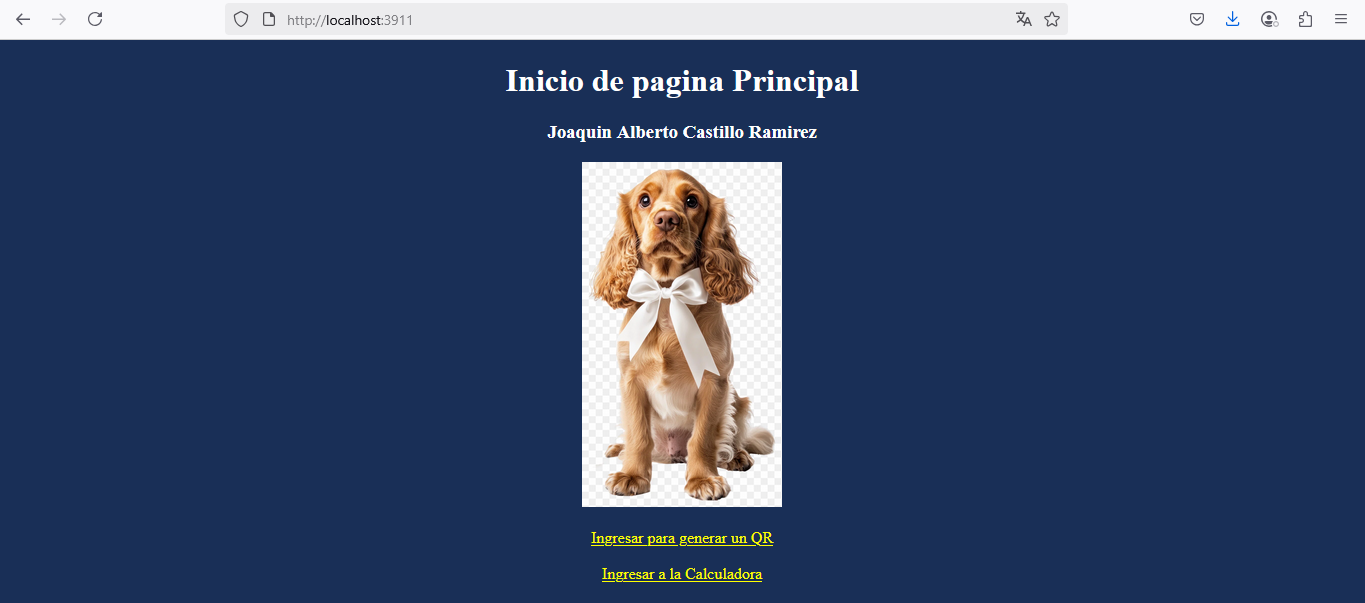 http://localhost:3911
Inicio de pagina Principal
Joaquin Alberto Castillo Ramirez
Ingresar para generar un QR
Ingresar a la Calculadora